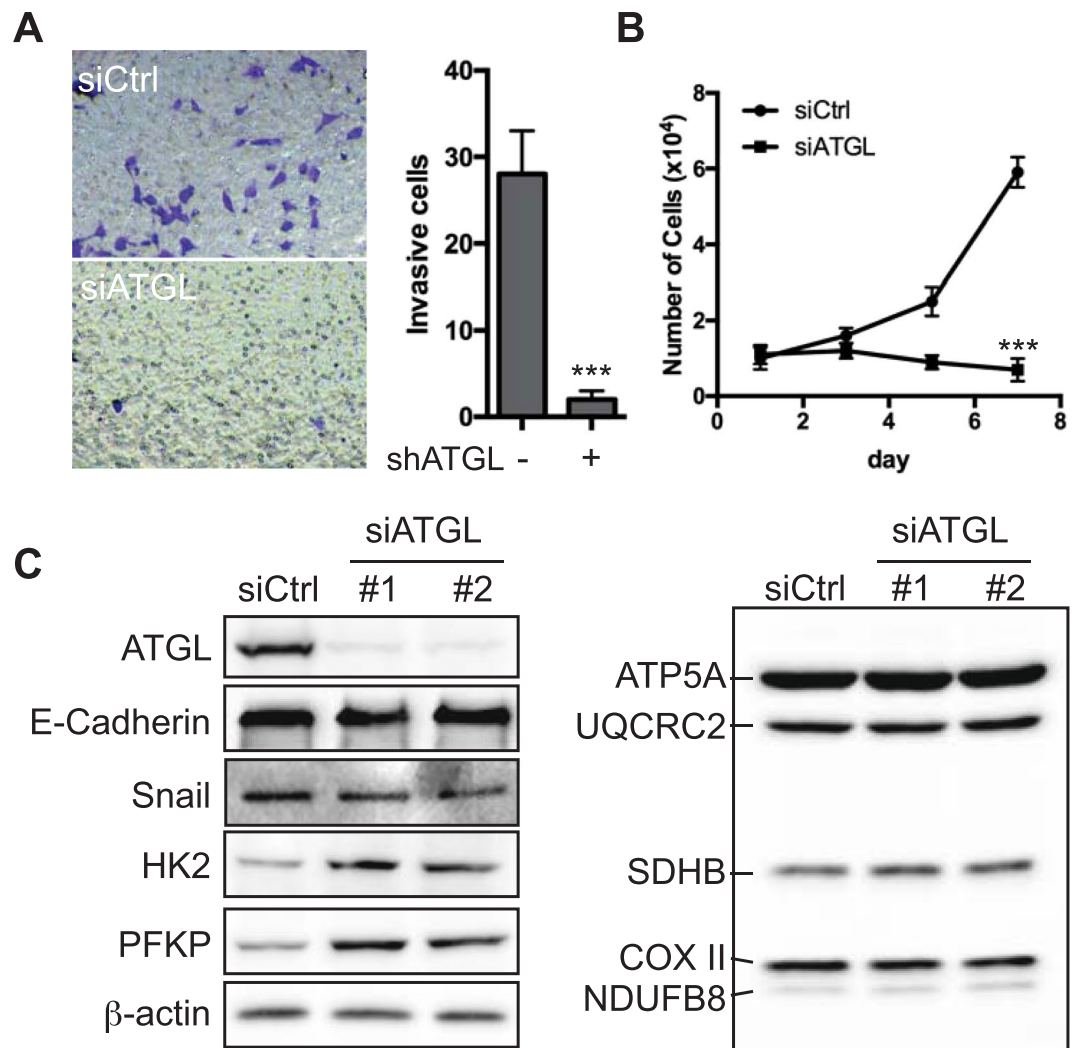 A
siCtrl
siATGL
Invasive cells
40
30
20
10
0
***
shATGL - +
B
Number of Cells (x10⁴)
8
6
4
2
0
siCtrl
siATGL
***
0 2 4 6 8
day
C
siATGL
siCtrl #1 #2
ATGL
E-Cadherin
Snail
HK2
PFKP
β-actin
siATGL
siCtrl #1 #2
ATP5A
UQCRC2
SDHB
COX II
NDUFB8